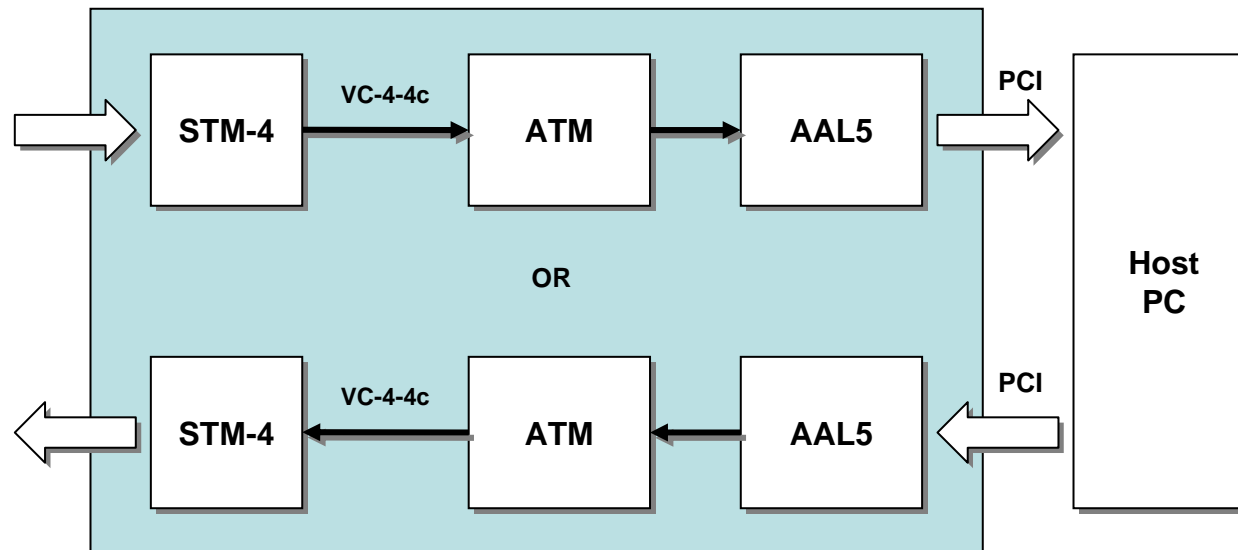 VC-4-4c
PCI
STM-4
ATM
AAL5
OR
Host
PC
VC-4-4c
PCI
STM-4
ATM
AAL5